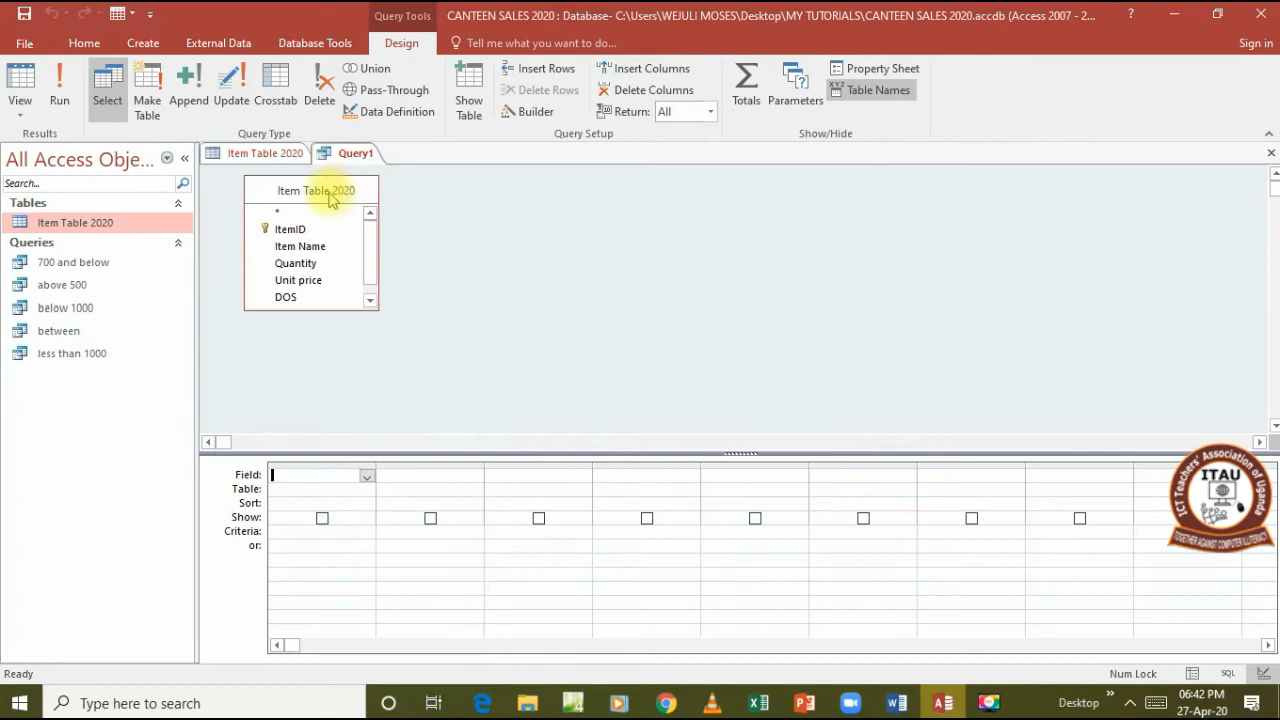 Query Tools
CANTEEN SALES 2020 : Database- C:\Users\WEJULI MOSES\Desktop\MY TUTORIALS\CANTEEN SALES 2020.accdb (Access 2007 - 2...
File Home Create External Data Database Tools Design Tell me what you want to do... Sign in
View
Run
Select
Make Table
Append
Update
Crosstab
Delete
Union
Pass-Through
Data Definition
Show Table
Insert Rows
Delete Rows
Builder
Insert Columns
Delete Columns
Return: All
Totals
Parameters
Property Sheet
Table Names
Results Query Type Query Setup Show/Hide
All Access Obje...
Search...
Tables
Item Table 2020
Queries
700 and below
above 500
below 1000
between
less than 1000
Item Table 2020 Query1
Item Table 2020
*
ItemID
Item Name
Quantity
Unit price
DOS
Field:
Table:
Sort:
Show:
Criteria:
or:
ICT Teachers' Association of Uganda
ITAU
TOGETHER AGAINST COMPUTER ILLITERACY
Ready Num Lock SQL
Type here to search
Desktop
06:42 PM
27-Apr-20